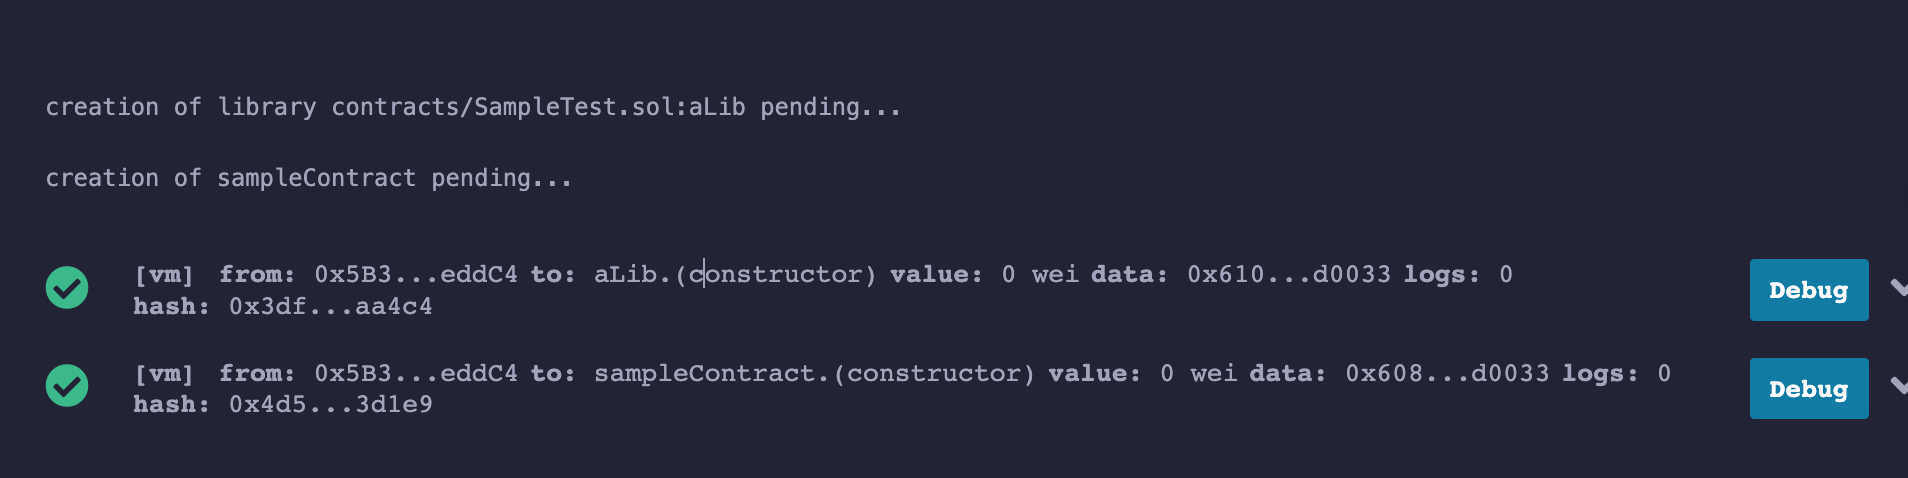 creation of library contracts/SampleTest.sol:aLib pending...
creation of sampleContract pending...
[vm] from: 0x5B3...eddC4 to: aLib.(constructor) value: 0 wei data: 0x610...d0033 logs: 0
hash: 0x3df...aa4c4
Debug
[vm] from: 0x5B3...eddC4 to: sampleContract.(constructor) value: 0 wei data: 0x608...d0033 logs: 0
hash: 0x4d5...3d1e9
Debug